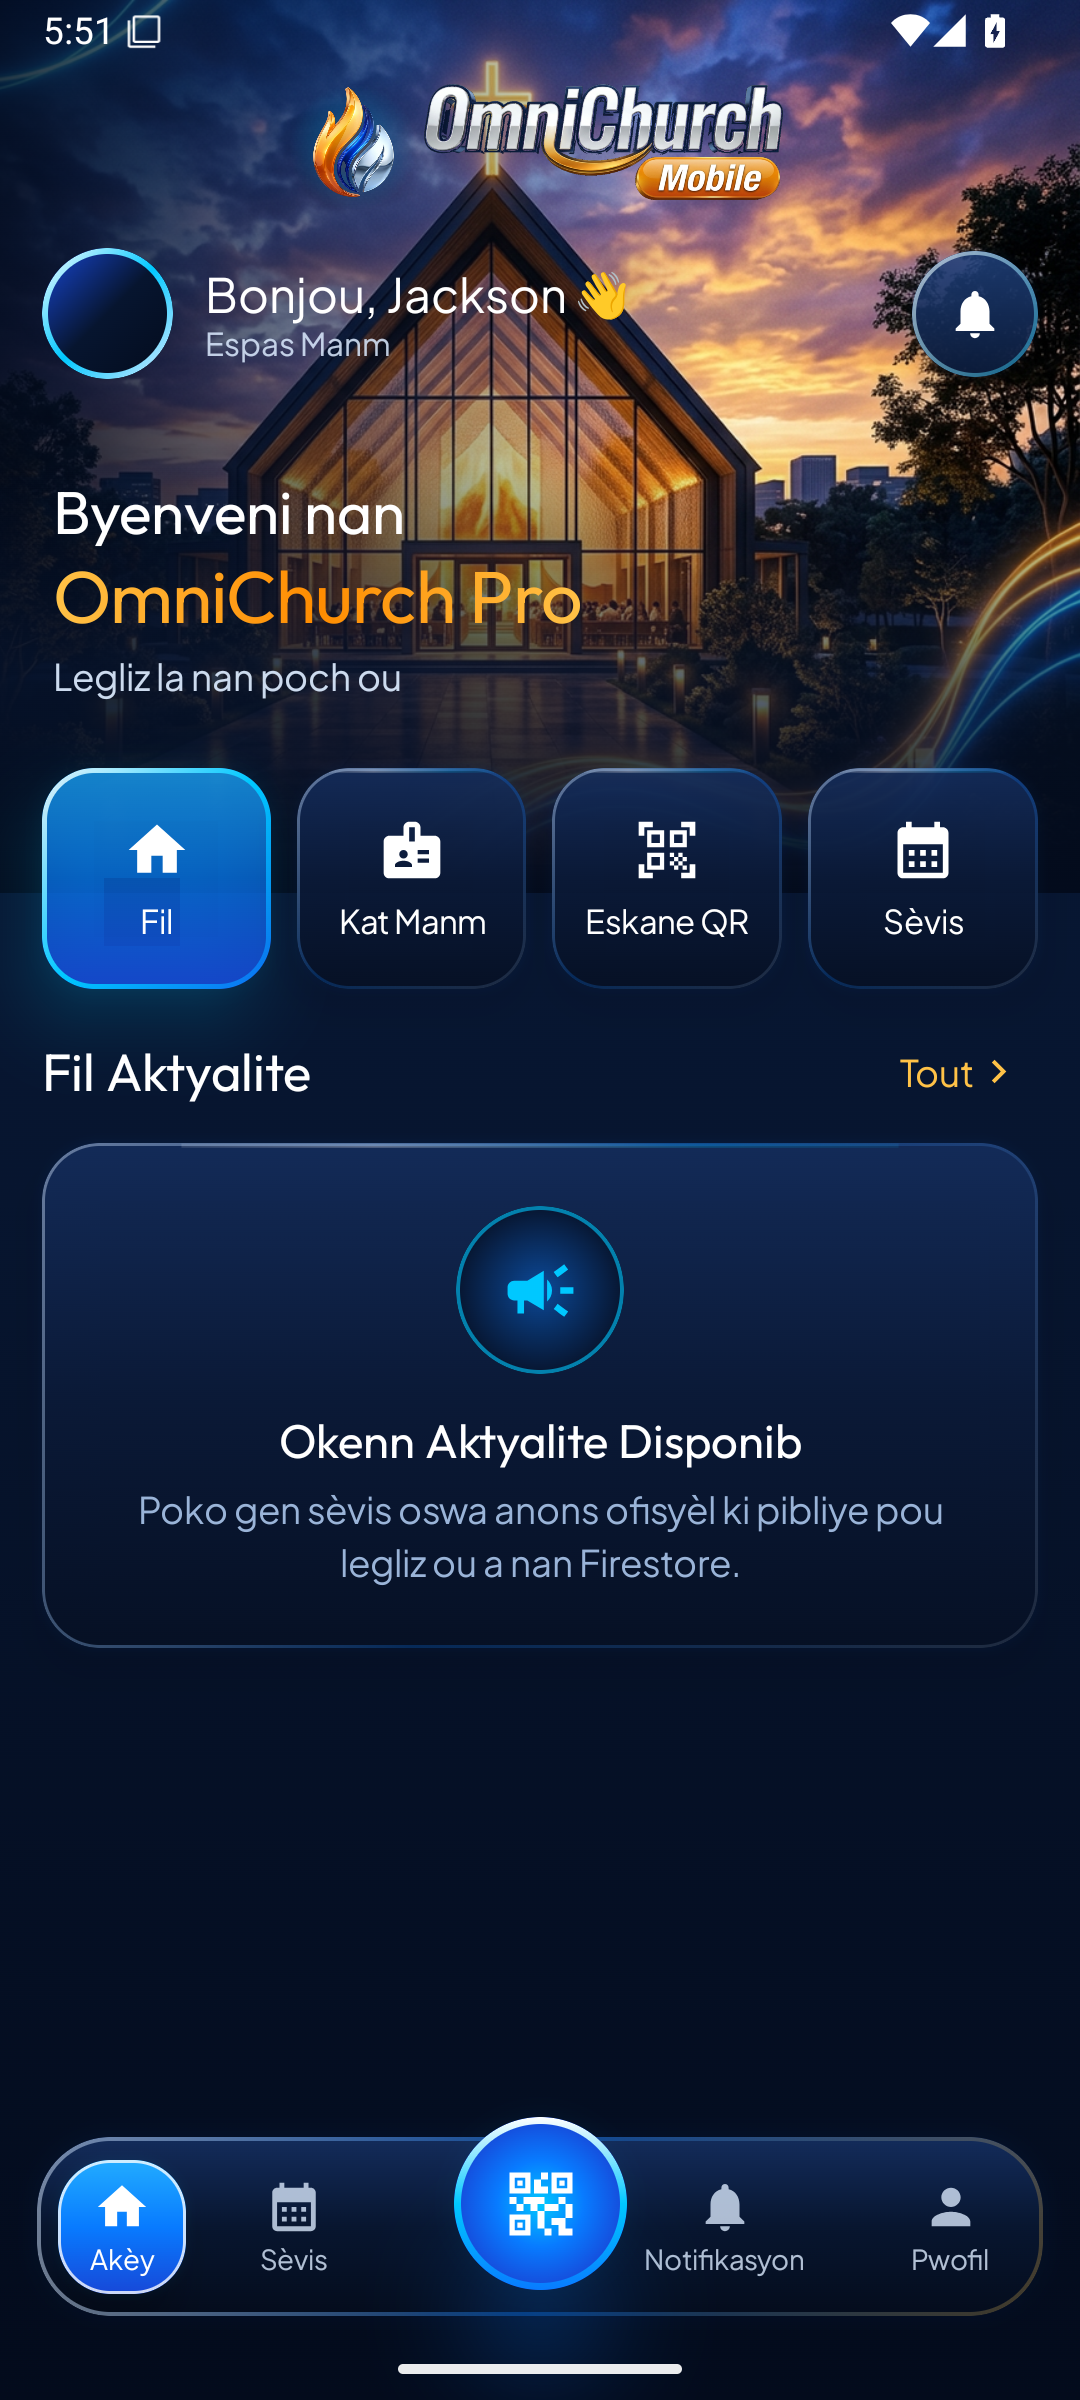 5:51
OmniChurch
Mobile
Bonjou, Jackson 👋
Espas Manm
Byenveni nan
OmniChurch Pro
Legliz la nan poch ou
Fil
Kat Manm
Eskane QR
Sèvis
Fil Aktyalite
Tout
Okenn Aktyalite Disponib
Poko gen sèvis oswa anons ofisyèl ki pibliye pou
legliz ou a nan Firestore.
Akèy
Sèvis
Notifikasyon
Pwofil